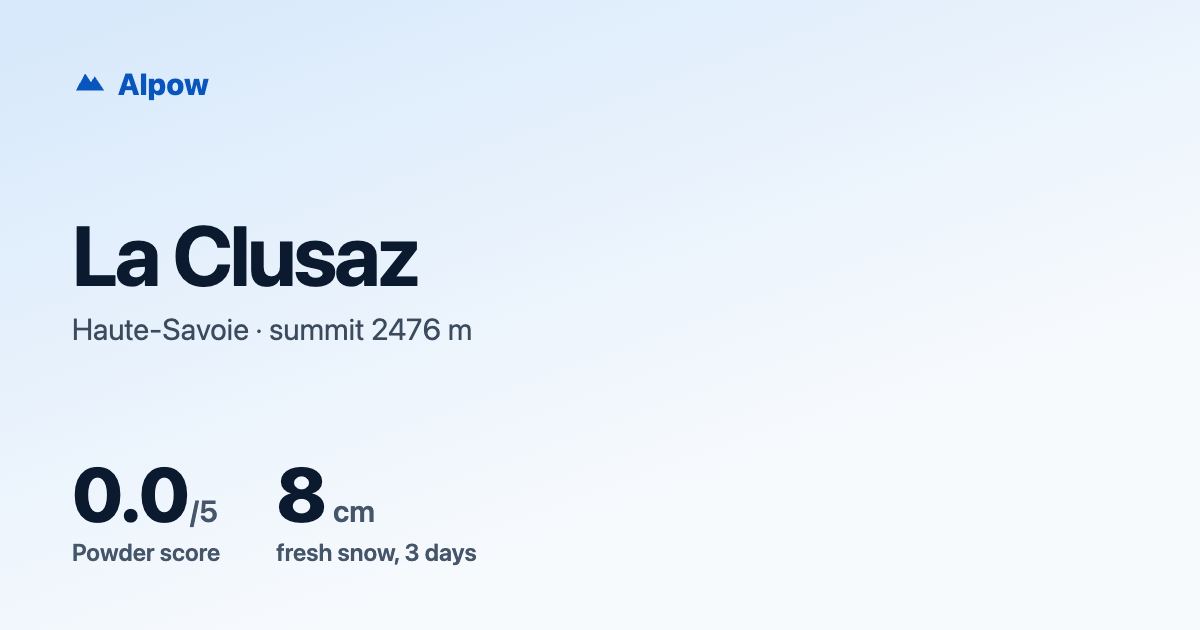 Alpow
La Clusaz
Haute-Savoie · summit 2476 m
0.0/5 8 cm
Powder score fresh snow, 3 days